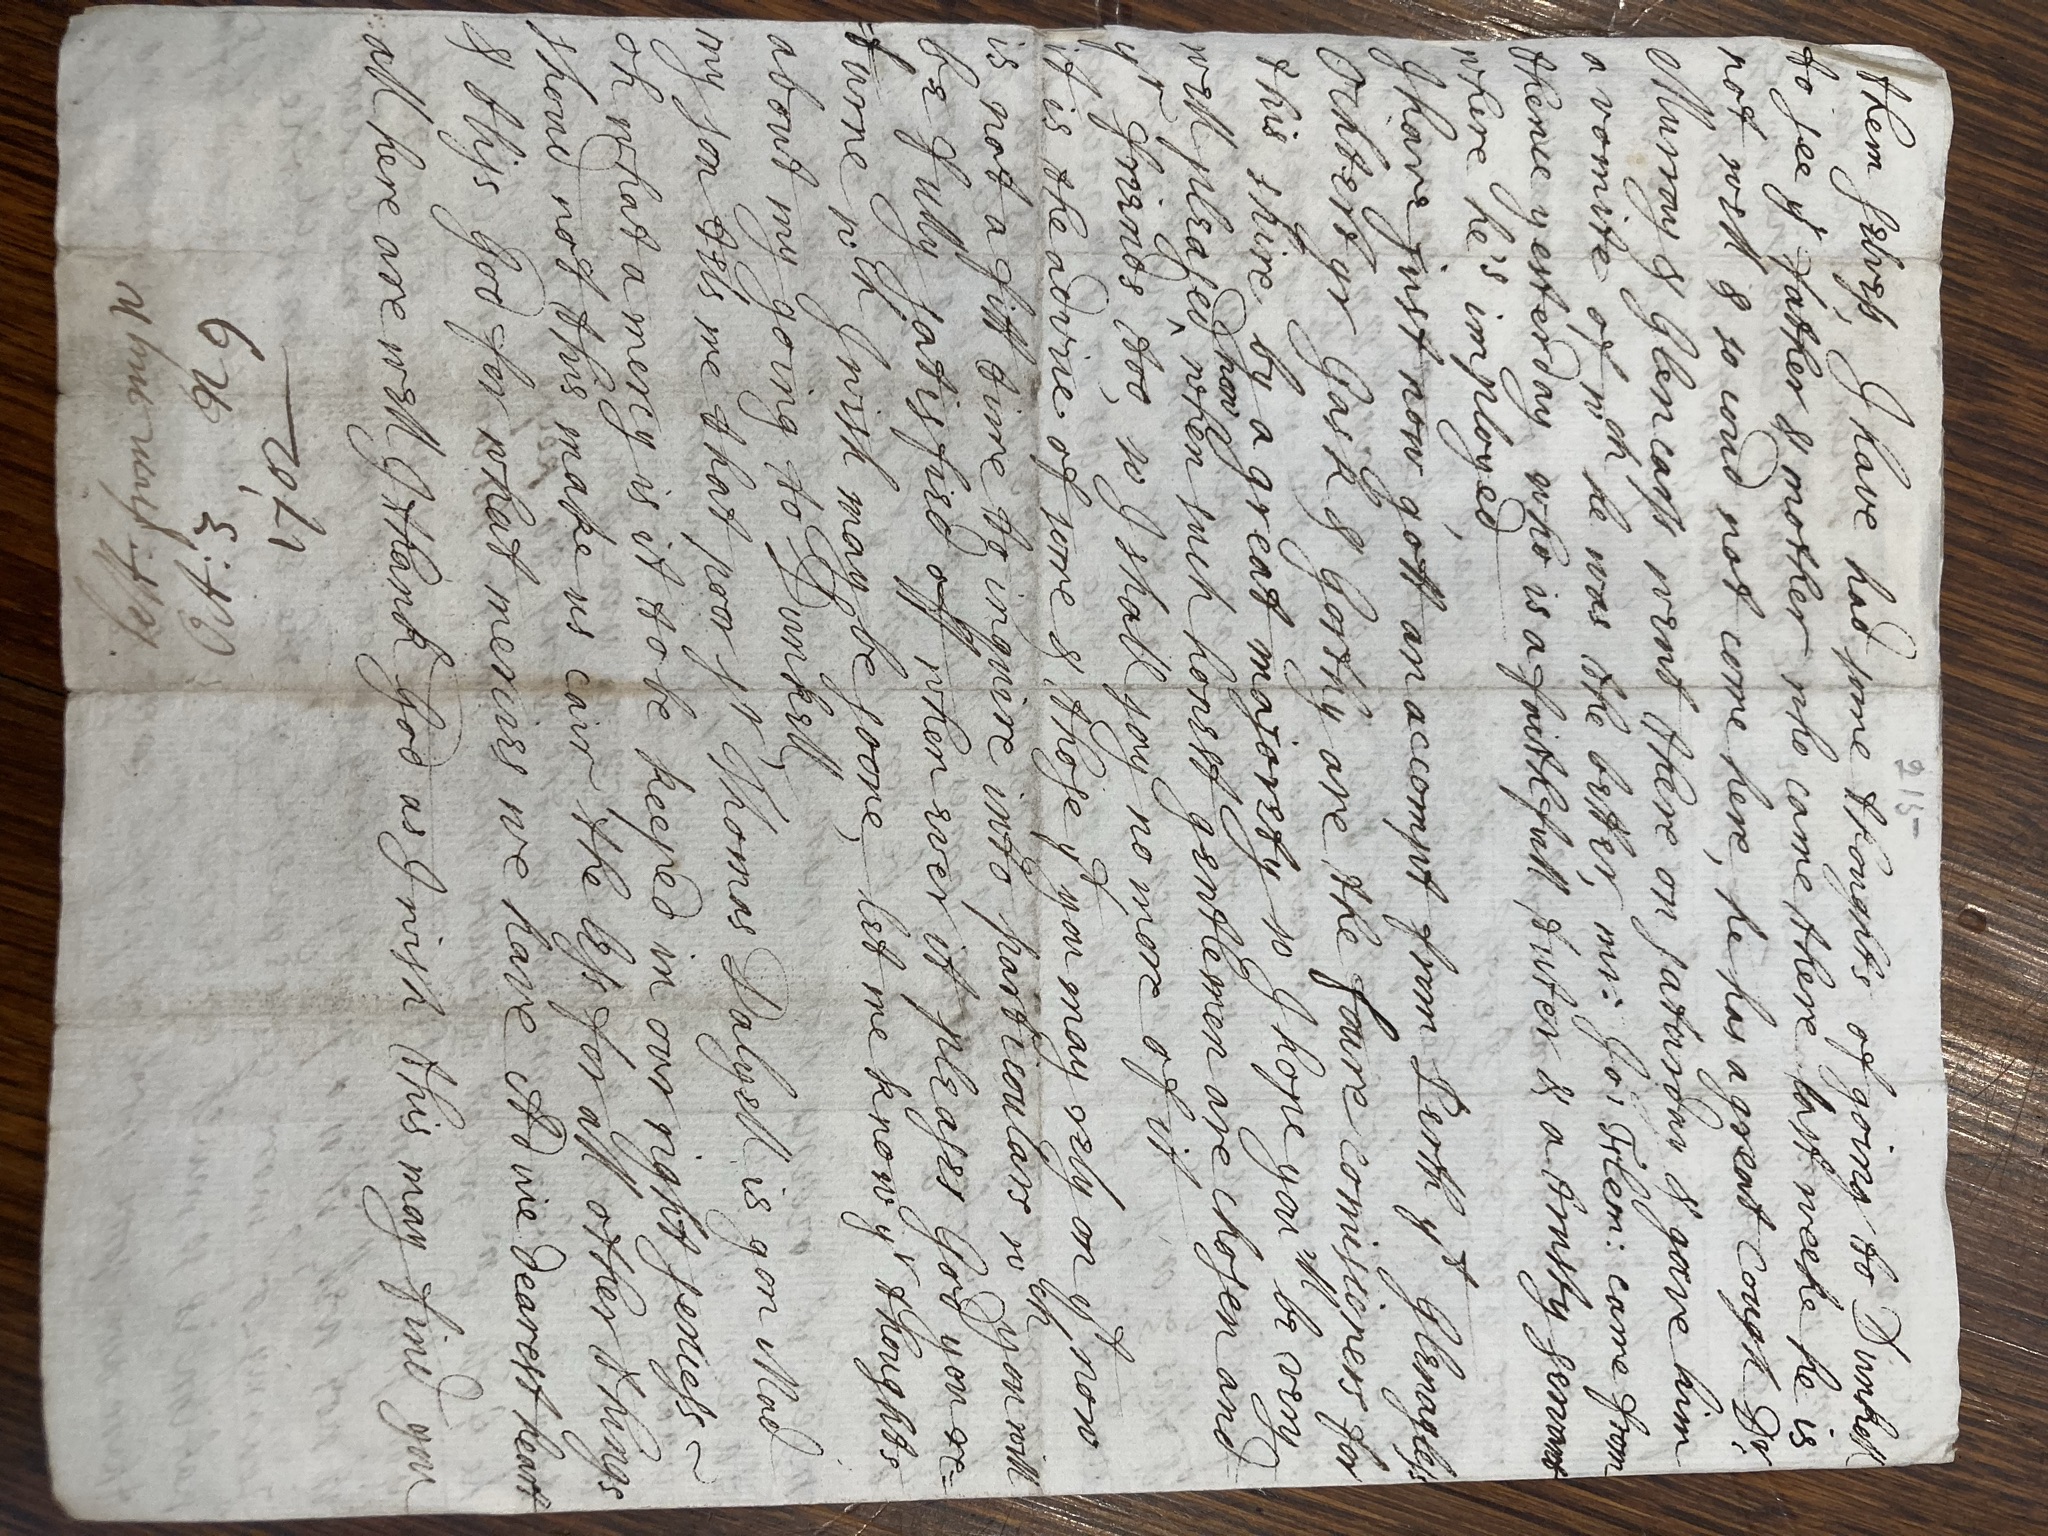 215
them selvess, I have had some thoughts of going to Dunkell
to see yr father & mother who came there last weeke he is
not well & so coud not come here, he has a great cough Dr:
Murray & Glencarss went there on saturday & gave him
a vomite of wch he was the better, mr: Jo: Flem: came from
thence yesterday who is a faithfull tuter & a trusty servant
where he's imployed,
I have just now gott an accompt from Perth yt Glenagless
Ochtertyr Gask & Gorthy are the foure comisioners for
this shire by a great majorety so I hope you'll be very
well pleased now when such honest gentlemen are chosen and
yr friends too, so I shall say no more of it
it is the advice of some & those yt you may rely on yt now
is not a fitt time to inquire into particoulars wch you will
be fully satisfied off when ever it pleases God you re=
=turne wch I wish may be soone, let me know yr thoughts
about my going to Dunkell,
my son tels me that poor sr Thomas Dalyell is gon Mad
oh what a mercy is it to be keeped in our right sencess ~
shoud not this make us cair the less for all other things
& bliss God for what mercies we have Adwie dearest heart
all here are well I thank God as I wish this may find you
Oct: 3 N 9
1702